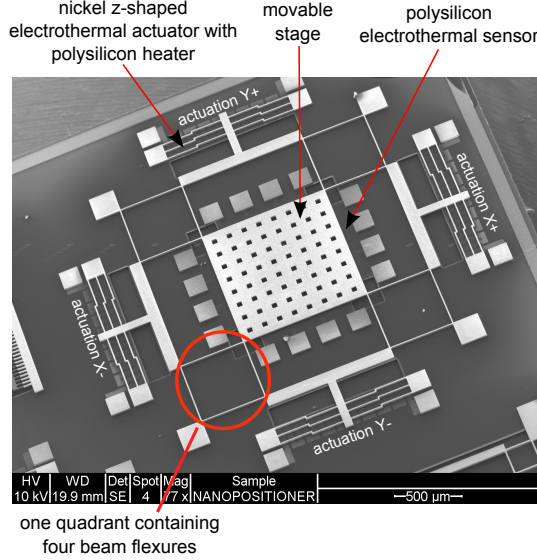 nickel z-shaped
electrothermal actuator with
polysilicon heater
movable
stage
polysilicon
electrothermal sensor
actuation Y+
actuation X+
actuation X-
actuation Y-
HV WD Det Spot Mag Sample
10 kV 19.9 mm SE 4 77 x NANOPOSITIONER 500 µm
one quadrant containing
four beam flexures